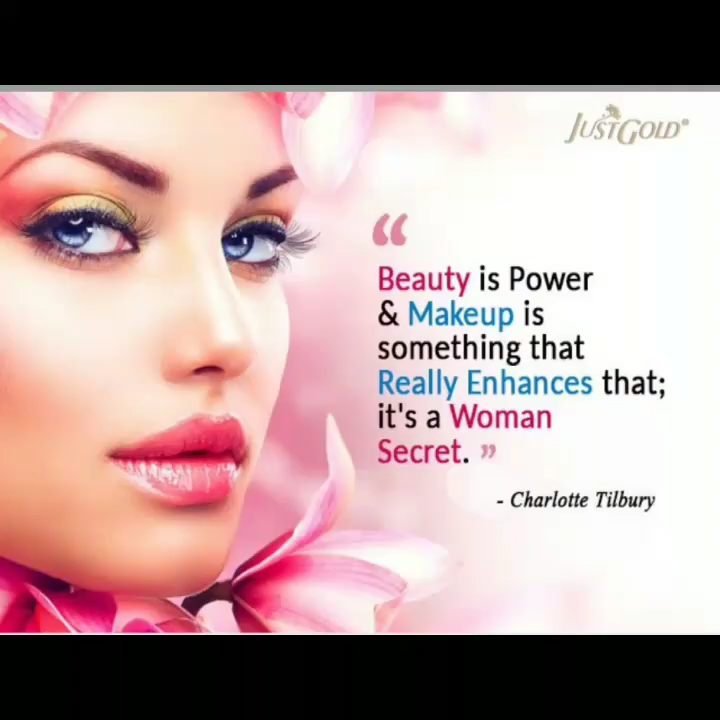 JUSTGOLD®
“
Beauty is Power
& Makeup is
something that
Really Enhances that;
it's a Woman
Secret. ”
- Charlotte Tilbury